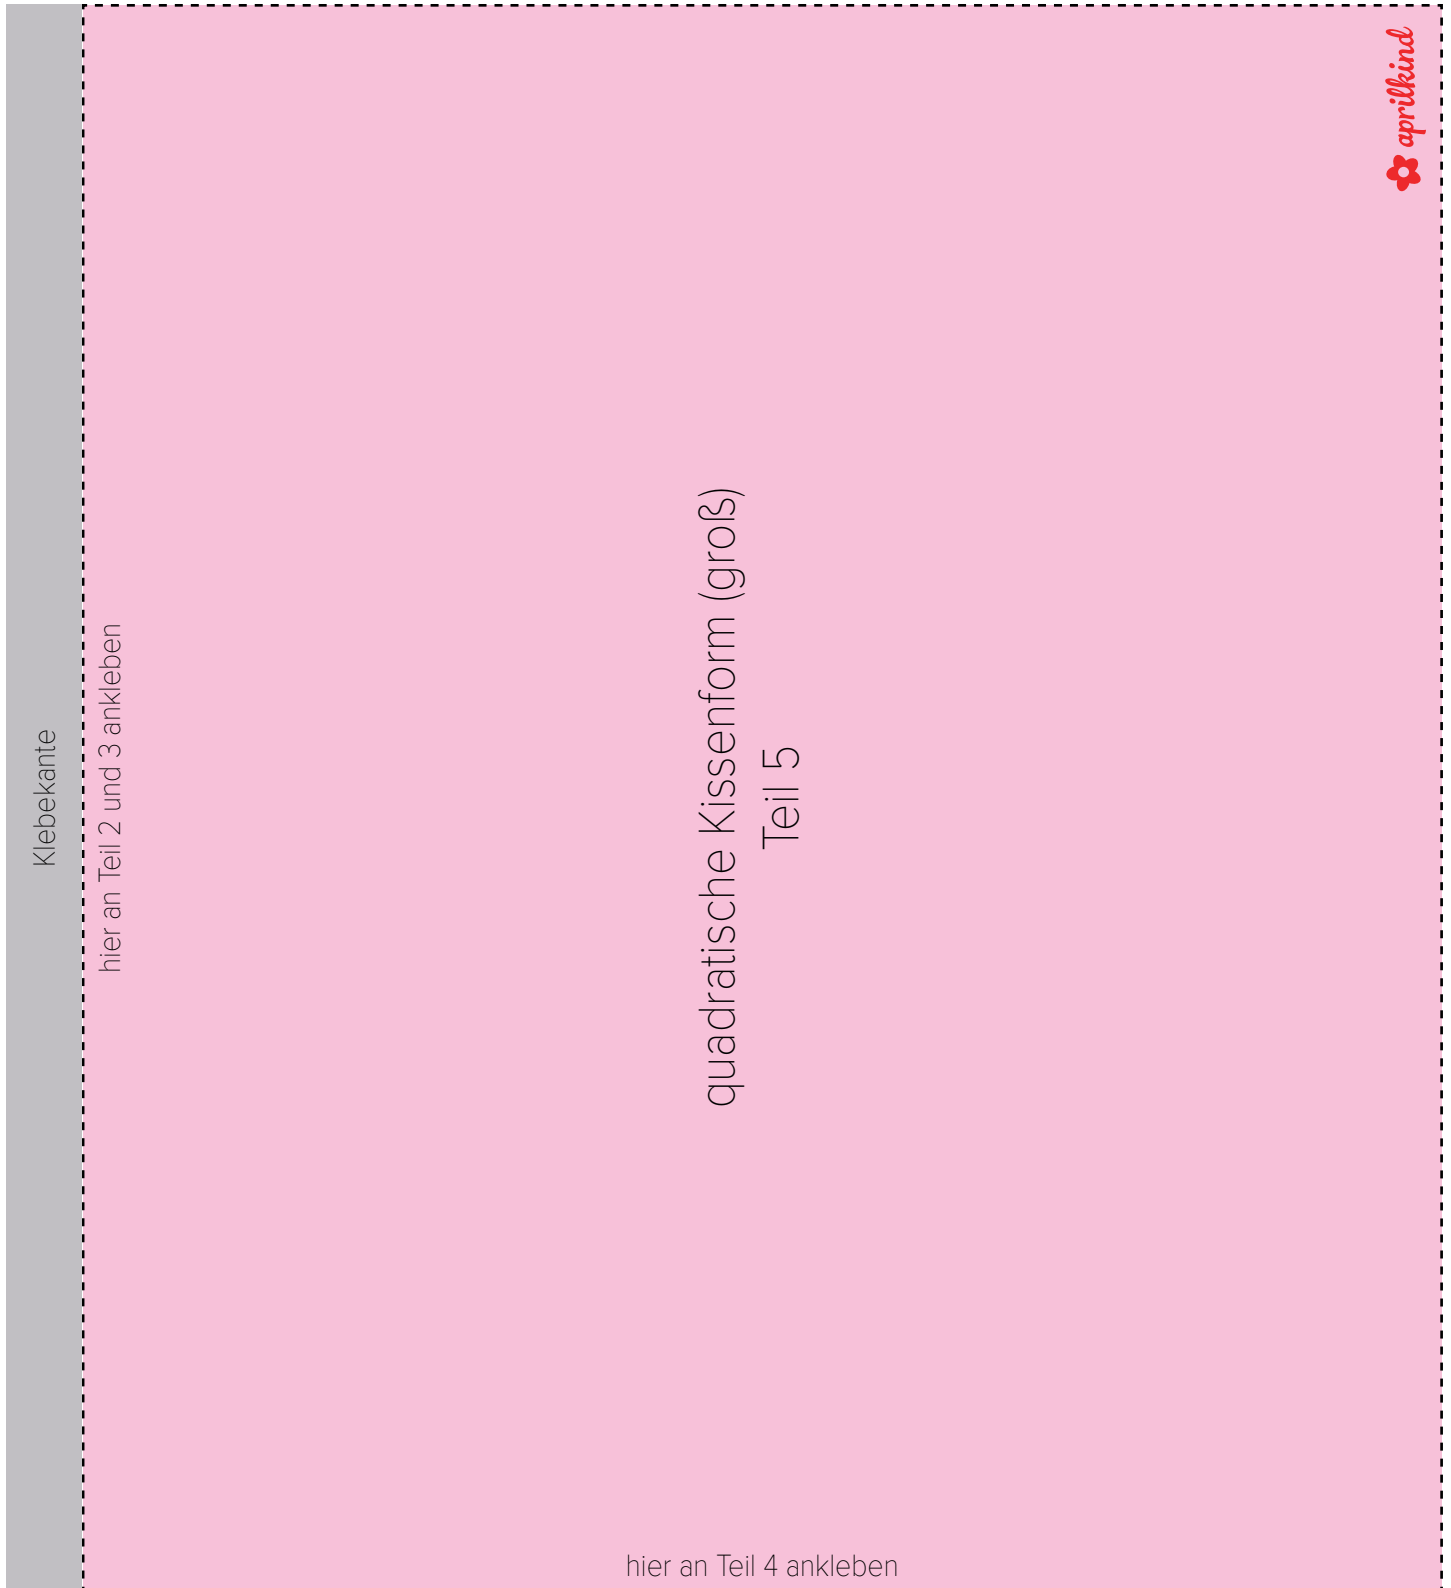 Klebekante
hier an Teil 2 und 3 ankleben
quadratische Kissenform (groß)
Teil 5
aprilkind
hier an Teil 4 ankleben